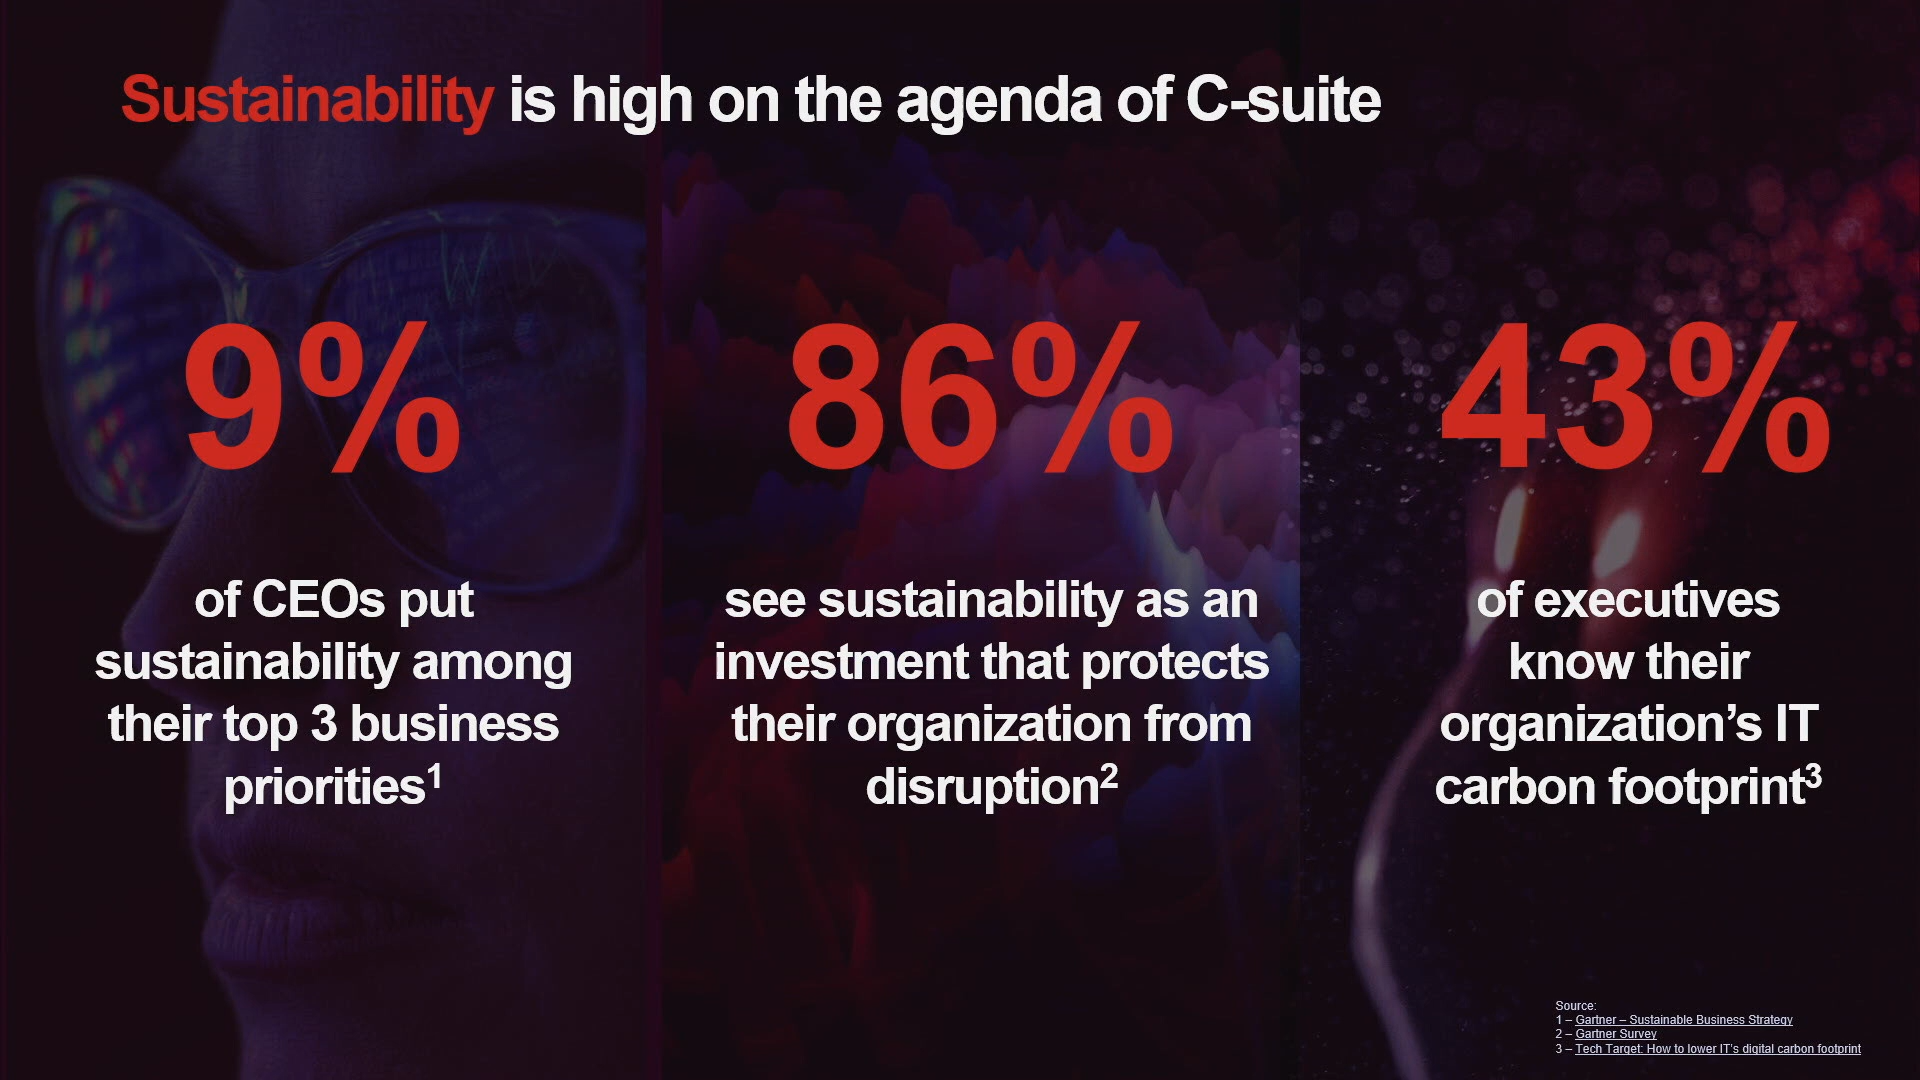 Sustainability is high on the agenda of C-suite
9%
of CEOs put
sustainability among
their top 3 business
priorities¹
86%
see sustainability as an
investment that protects
their organization from
disruption²
43%
of executives
know their
organization’s IT
carbon footprint³
Source:
1 – Gartner – Sustainable Business Strategy
2 – Gartner Survey
3 – Tech Target: How to lower IT’s digital carbon footprint